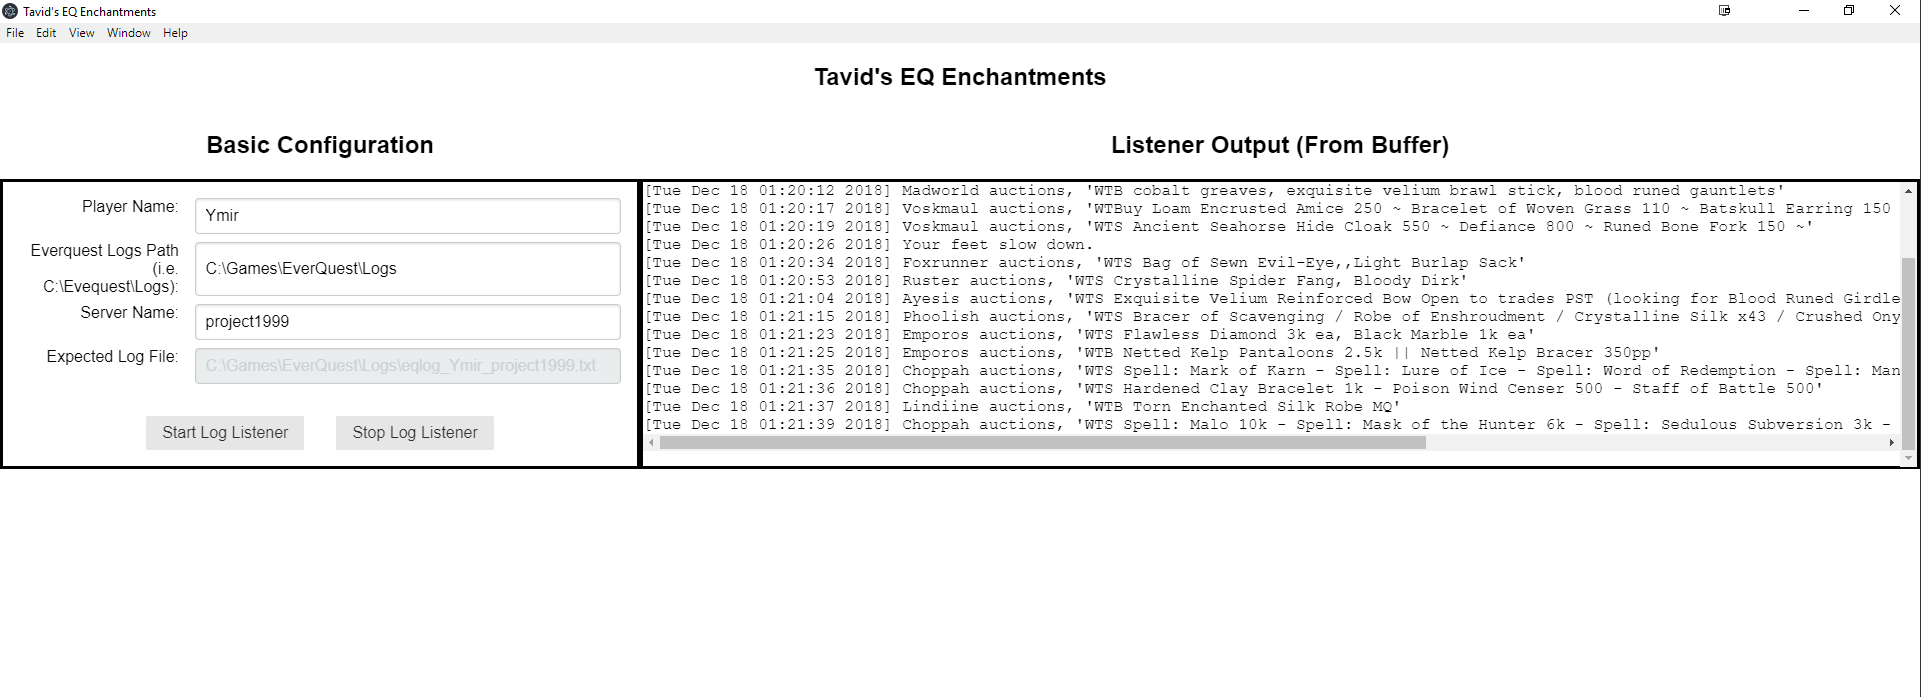 Tavid's EQ Enchantments
File Edit View Window Help
Tavid's EQ Enchantments
Basic Configuration
Player Name:
Ymir
Everquest Logs Path
(i.e.
C:\Evequest\Logs):
C:\Games\EverQuest\Logs
Server Name:
project1999
Expected Log File:
C:\Games\EverQuest\Logs\eqlog_Ymir_project1999.txt
Start Log Listener
Stop Log Listener
Listener Output (From Buffer)
[Tue Dec 18 01:20:12 2018] Madworld auctions, 'WTB cobalt greaves, exquisite velium brawl stick, blood runed gauntlets'
[Tue Dec 18 01:20:17 2018] Voskmaul auctions, 'WTBuy Loam Encrusted Amice 250 ~ Bracelet of Woven Grass 110 ~ Batskull Earring 150
[Tue Dec 18 01:20:19 2018] Voskmaul auctions, 'WTS Ancient Seahorse Hide Cloak 550 ~ Defiance 800 ~ Runed Bone Fork 150 ~'
[Tue Dec 18 01:20:26 2018] Your feet slow down.
[Tue Dec 18 01:20:34 2018] Foxrunner auctions, 'WTS Bag of Sewn Evil-Eye,,Light Burlap Sack'
[Tue Dec 18 01:20:53 2018] Ruster auctions, 'WTS Crystalline Spider Fang, Bloody Dirk'
[Tue Dec 18 01:21:04 2018] Ayesis auctions, 'WTS Exquisite Velium Reinforced Bow Open to trades PST (looking for Blood Runed Girdle
[Tue Dec 18 01:21:15 2018] Phoolish auctions, 'WTS Bracer of Scavenging / Robe of Enshroudment / Crystalline Silk x43 / Crushed Ony
[Tue Dec 18 01:21:23 2018] Emporos auctions, 'WTS Flawless Diamond 3k ea, Black Marble 1k ea'
[Tue Dec 18 01:21:25 2018] Emporos auctions, 'WTB Netted Kelp Pantaloons 2.5k || Netted Kelp Bracer 350pp'
[Tue Dec 18 01:21:35 2018] Choppah auctions, 'WTS Spell: Mark of Karn - Spell: Lure of Ice - Spell: Word of Redemption - Spell: Man
[Tue Dec 18 01:21:36 2018] Choppah auctions, 'WTS Hardened Clay Bracelet 1k - Poison Wind Censer 500 - Staff of Battle 500'
[Tue Dec 18 01:21:37 2018] Lindiine auctions, 'WTB Torn Enchanted Silk Robe MQ'
[Tue Dec 18 01:21:39 2018] Choppah auctions, 'WTS Spell: Malo 10k - Spell: Mask of the Hunter 6k - Spell: Sedulous Subversion 3k -